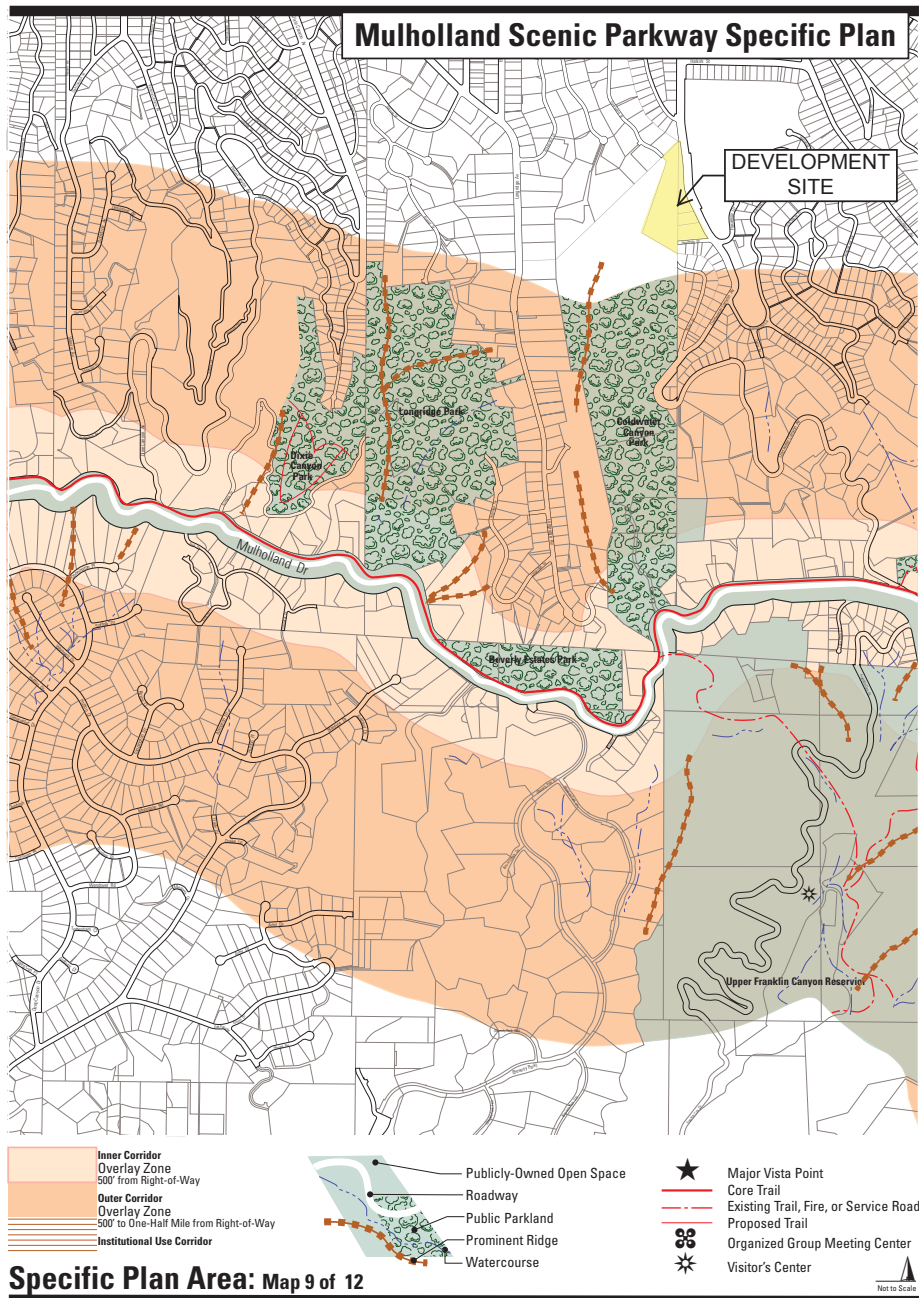 Mulholland Scenic Parkway Specific Plan
DEVELOPMENT
SITE
Longridge Park
Coldwater
Canyon
Park
Dixie
Canyon
Park
Mulholland Dr
Beverly Estates Park
Upper Franklin Canyon Reservior
Inner Corridor
Overlay Zone
500' from Right-of-Way
Outer Corridor
Overlay Zone
500' to One-Half Mile from Right-of-Way
Institutional Use Corridor
Publicly-Owned Open Space
Roadway
Public Parkland
Prominent Ridge
Watercourse
Major Vista Point
Core Trail
Existing Trail, Fire, or Service Road
Proposed Trail
Organized Group Meeting Center
Visitor's Center
Specific Plan Area: Map 9 of 12
Not to Scale